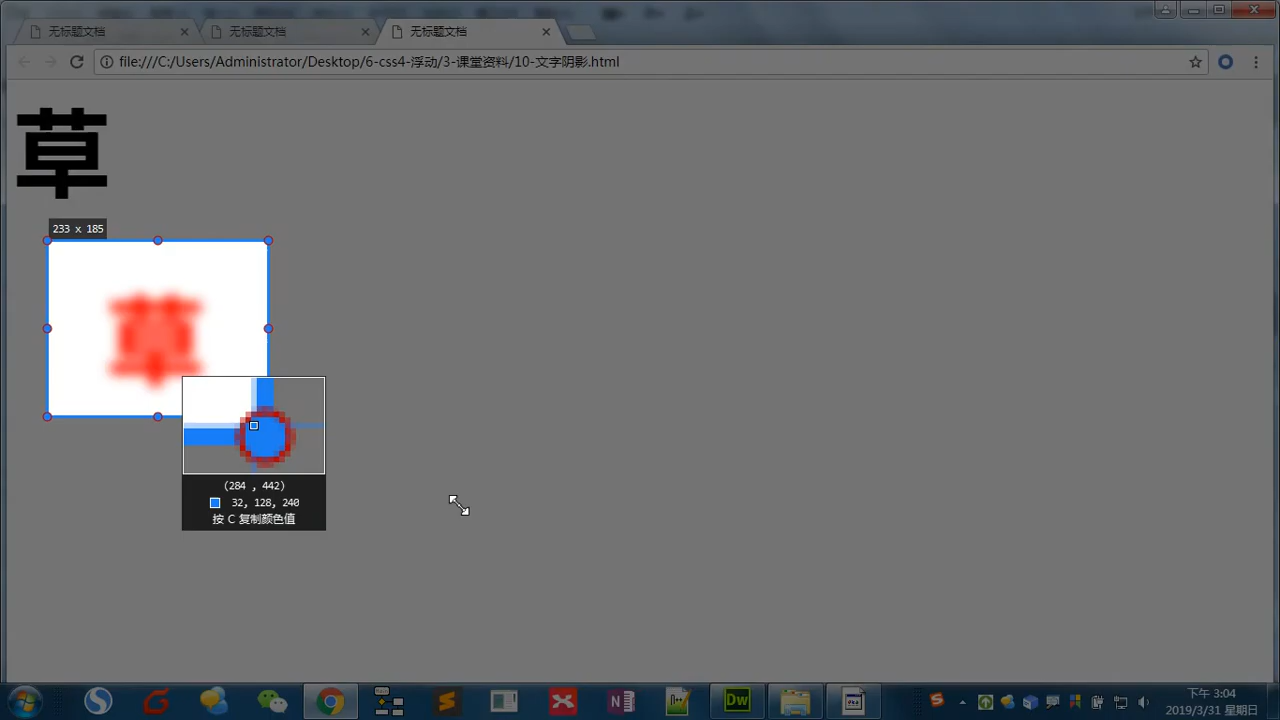 无标题文档
无标题文档
无标题文档
file:///C:/Users/Administrator/Desktop/6-css4-浮动/3-课堂资料/10-文字阴影.html
草
233 x 185
(284 , 442)
32, 128, 240
按 C 复制颜色值
Dw
下午 3:04
2019/3/31 星期日